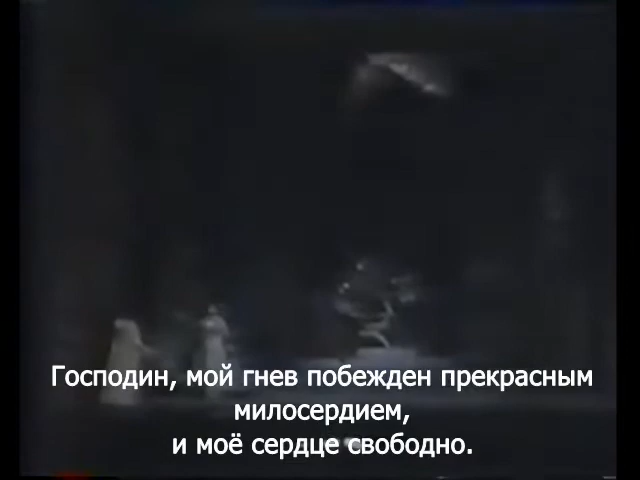 Господин, мой гнев побежден прекрасным
милосердием,
и моё сердце свободно.